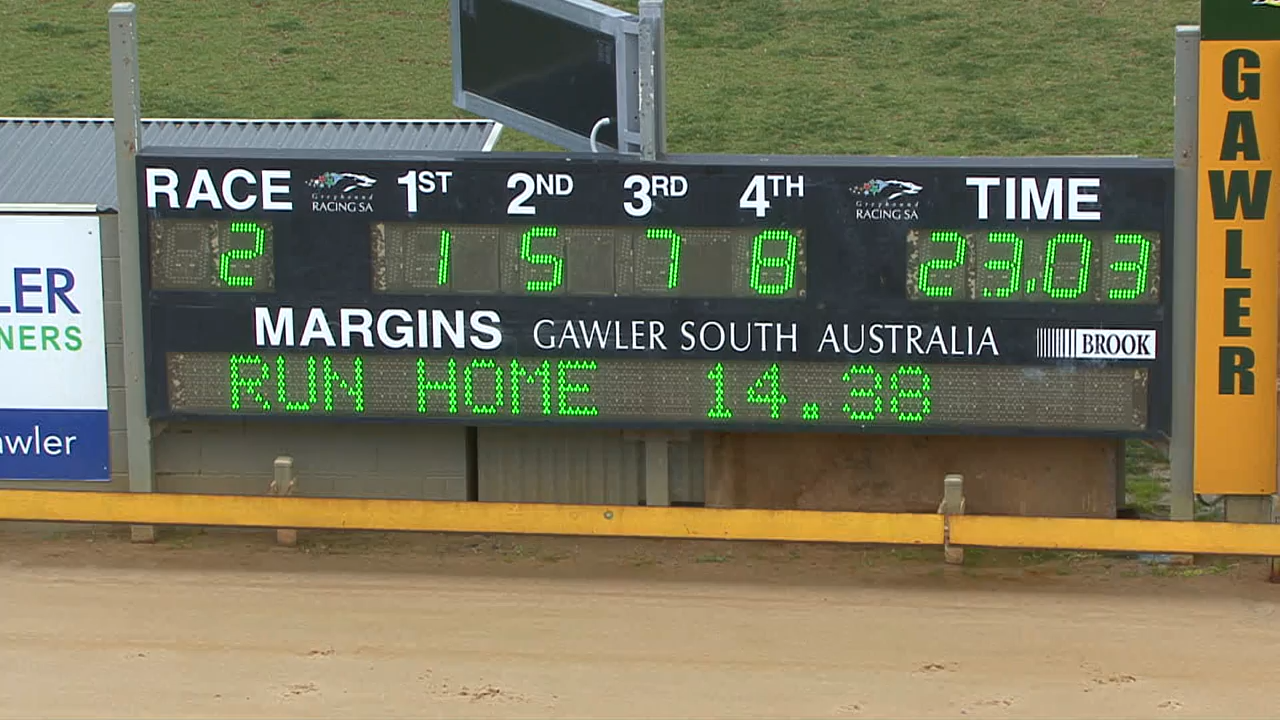 RACE 1ST 2ND 3RD 4TH TIME
Greyhound RACING SA
Greyhound RACING SA
2 1 5 7 8 23.03
MARGINS GAWLER SOUTH AUSTRALIA BROOK
RUN HOME 14.38
LER
NERS
awler
GAWLER